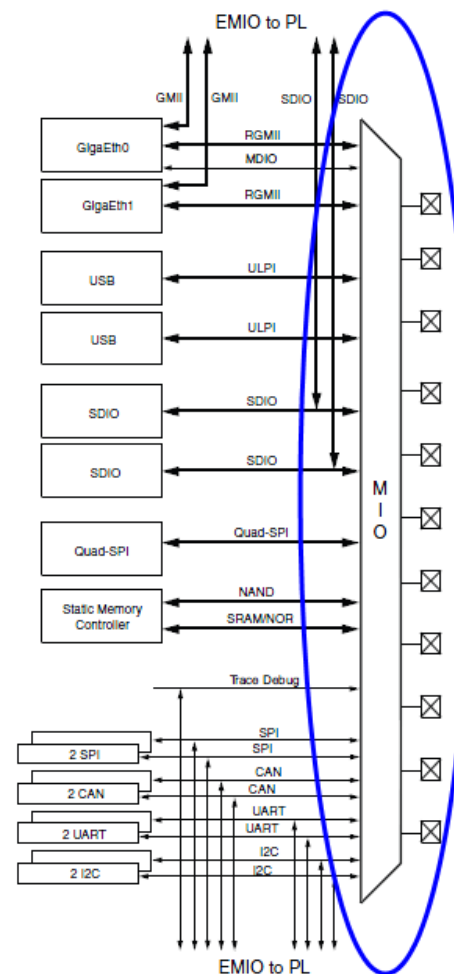 EMIO to PL
GMII
GMII
SDIO
SDIO
GigaEth0
RGMII
MDIO
GigaEth1
RGMII
USB
ULPI
USB
ULPI
SDIO
SDIO
SDIO
SDIO
MIO
Quad-SPI
Quad-SPI
Static Memory
Controller
NAND
SRAM/NOR
Trace Debug
SPI
2 SPI
SPI
CAN
2 CAN
CAN
UART
2 UART
UART
I2C
2 I2C
I2C
EMIO to PL